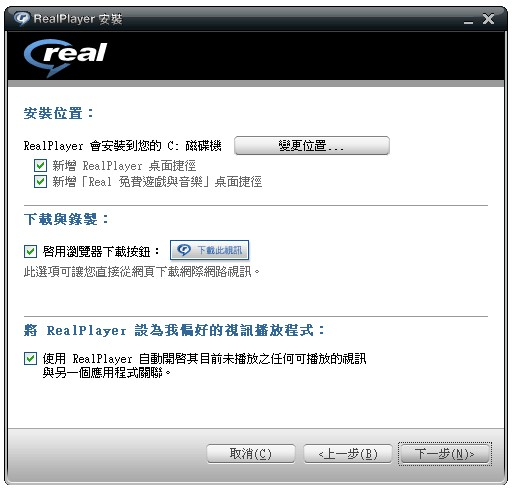 RealPlayer 安裝
real
安裝位置：
RealPlayer 會安裝到您的 C: 磁碟機
變更位置...
新增 RealPlayer 桌面捷徑
新增「Real 免費遊戲與音樂」桌面捷徑
下載與錄製：
啓用瀏覽器下載按鈕：
下載此視訊
此選項可讓您直接從網頁下載網際網路視訊。
將 RealPlayer 設為我偏好的視訊播放程式：
使用 RealPlayer 自動開啓其目前未播放之任何可播放的視訊
與另一個應用程式關聯。
取消(C)
<上一步(B)
下一步(N)>